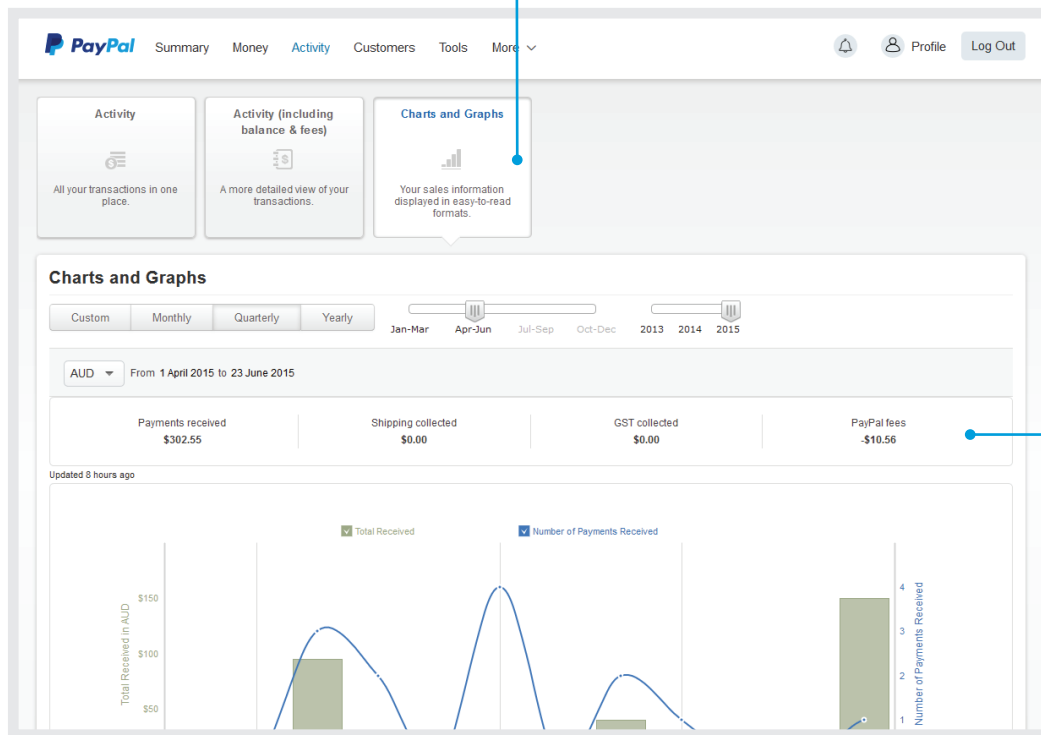 PayPal Summary Money Activity Customers Tools More Profile Log Out
Activity
All your transactions in one
place.
Activity (including
balance & fees)
A more detailed view of your
transactions.
Charts and Graphs
Your sales information
displayed in easy-to-read
formats.
Charts and Graphs
Custom Monthly Quarterly Yearly
Jan-Mar Apr-Jun Jul-Sep Oct-Dec 2013 2014 2015
AUD From 1 April 2015 to 23 June 2015
Payments received Shipping collected GST collected PayPal fees
$302.55 $0.00 $0.00 -$10.56
Updated 8 hours ago
Total Received Number of Payments Received
Total Received in AUD
$150
$100
$50
4
3
2
1
Number of Payments Received